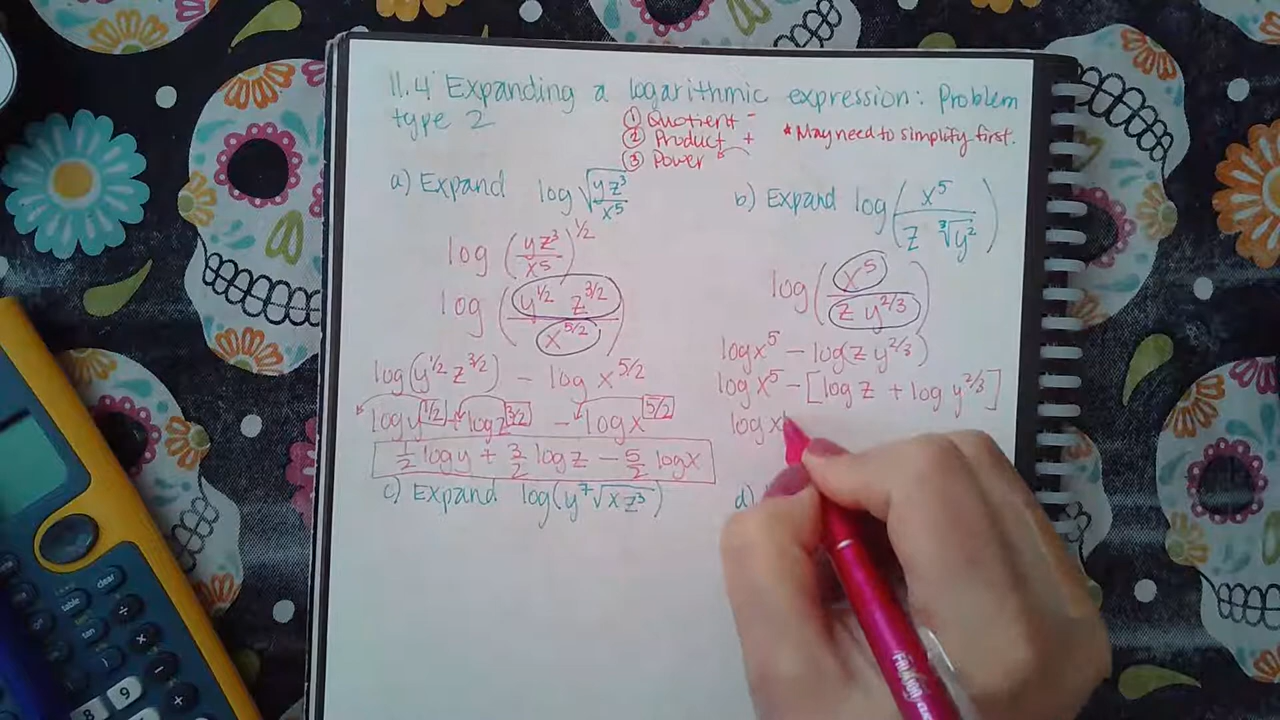 11.4 Expanding a logarithmic expression: Problem
type 2
① Quotient -
② Product +
③ Power
* May need to simplify first.
a) Expand log √(yz³/x⁵)
log (yz³/x⁵)^1/2
log (y^1/2 z^3/2 / x^5/2)
log(y^1/2 z^3/2) - log x^5/2
log y^1/2 + log z^3/2 - log x^5/2
1/2 log y + 3/2 log z - 5/2 log x
b) Expand log (x⁵ / z ∛y²)
log (x⁵ / z y^2/3)
log x⁵ - log(z y^2/3)
log x⁵ - [log z + log y^2/3]
log x
c) Expand log(y⁷ √xz³)
d)
clear
table
9
8